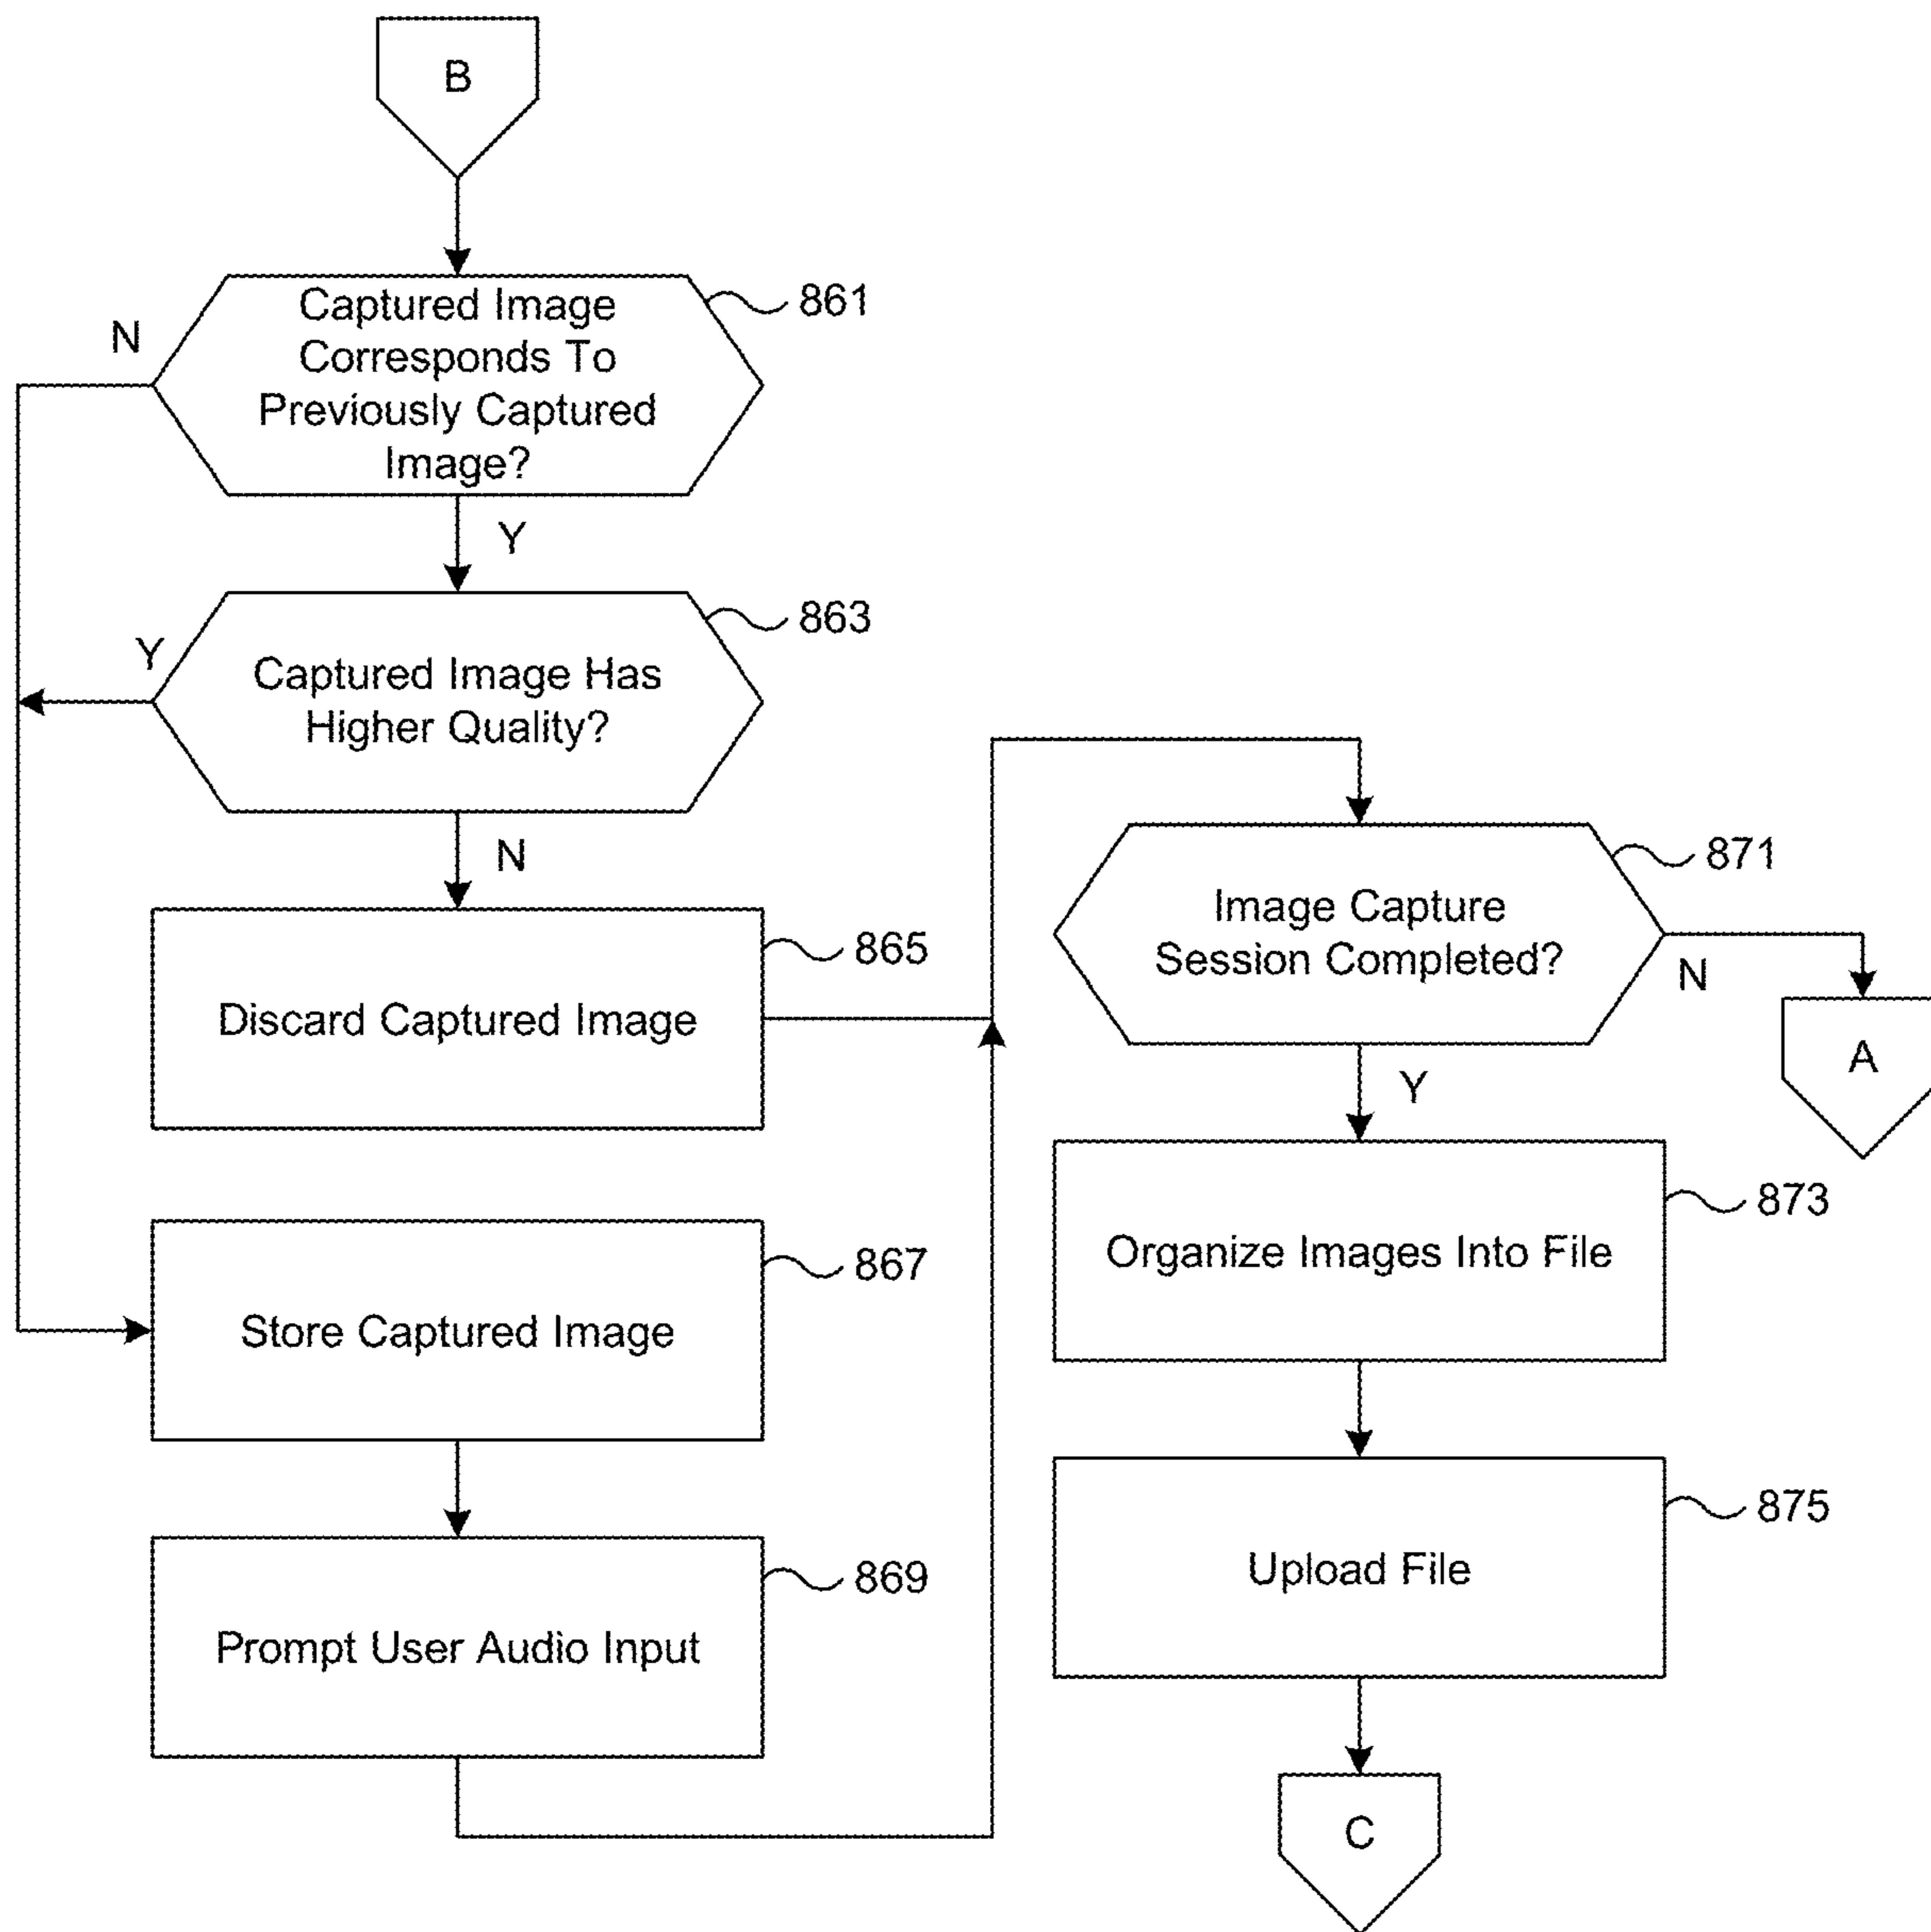 B
Captured Image
Corresponds To
Previously Captured
Image?
861
N
Y
Captured Image Has
Higher Quality?
863
Y
N
Discard Captured Image
865
Store Captured Image
867
Prompt User Audio Input
869
Image Capture
Session Completed?
871
N
A
Y
Organize Images Into File
873
Upload File
875
C